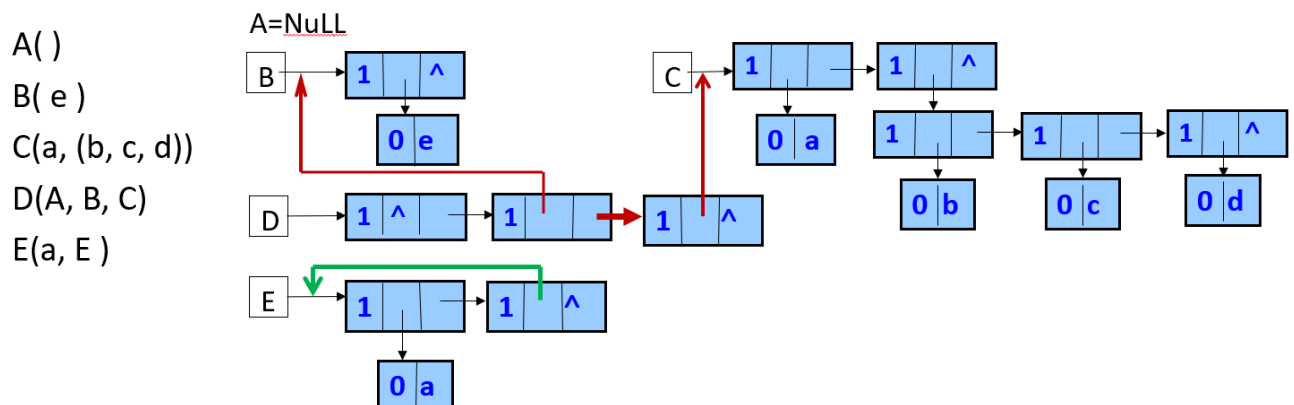 A( )
B( e )
C(a, (b, c, d))
D(A, B, C)
E(a, E )
A=NuLL
B 1 ^
0 e
C 1 1 ^
0 a 1 1 1 ^
0 b 0 c 0 d
D 1 ^ 1 1 ^
E 1 1 ^
0 a